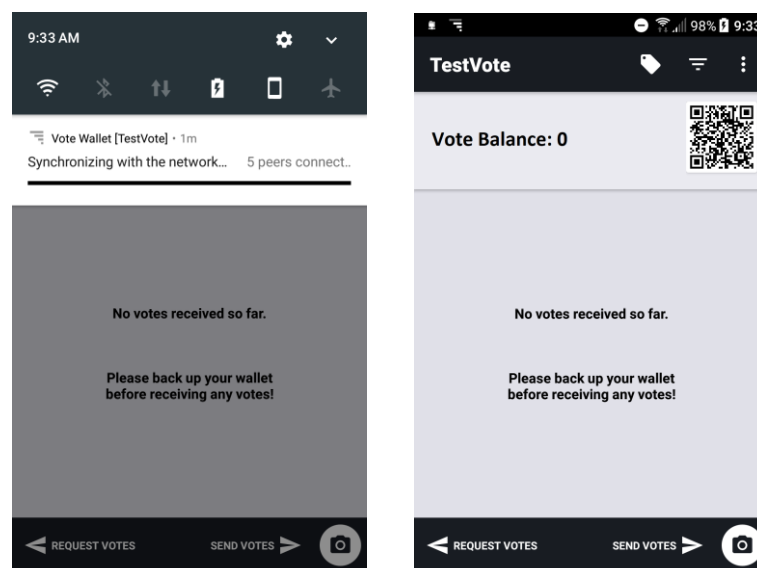 9:33 AM
Vote Wallet [TestVote] • 1m
Synchronizing with the network... 5 peers connect..
No votes received so far.
Please back up your wallet
before receiving any votes!
REQUEST VOTES
SEND VOTES
98% 9:33
TestVote
Vote Balance: 0
No votes received so far.
Please back up your wallet
before receiving any votes!
REQUEST VOTES
SEND VOTES